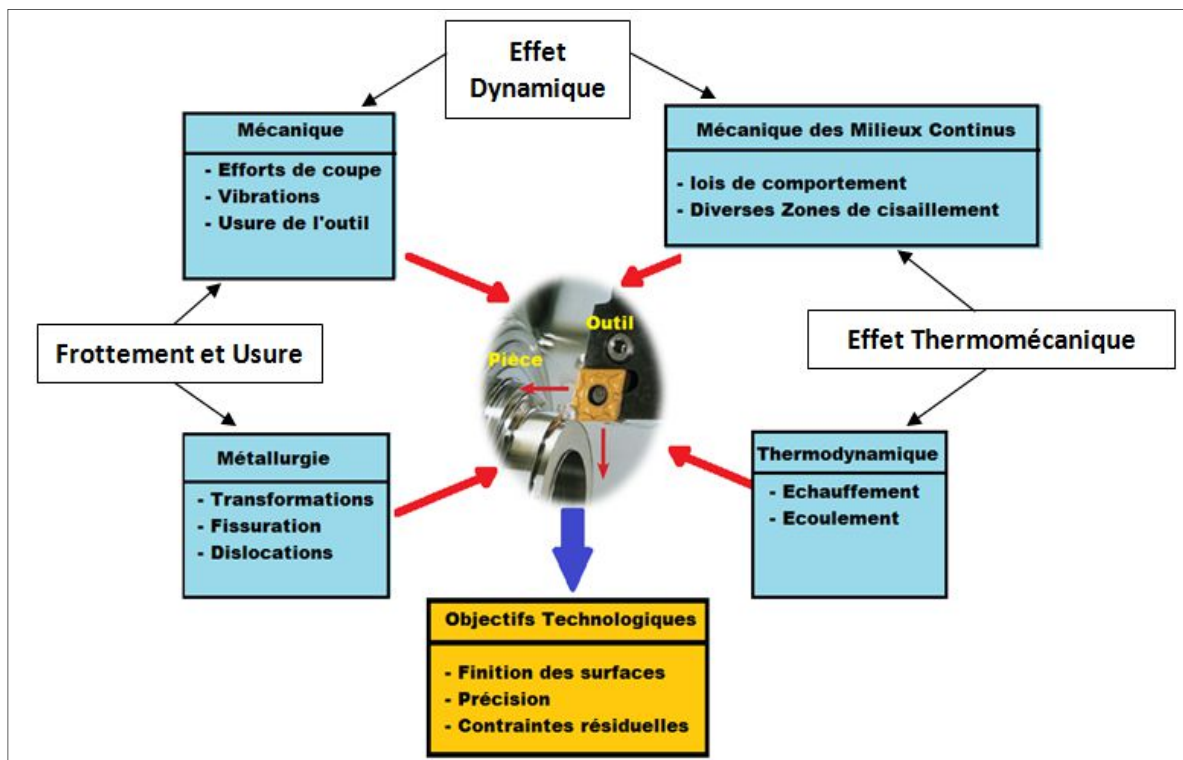 Effet
Dynamique
Mécanique
- Efforts de coupe
- Vibrations
- Usure de l'outil
Mécanique des Milieux Continus
- lois de comportement
- Diverses Zones de cisaillement
Outil
Pièce
Frottement et Usure
Effet Thermomécanique
Métallurgie
- Transformations
- Fissuration
- Dislocations
Thermodynamique
- Echauffement
- Ecoulement
Objectifs Technologiques
- Finition des surfaces
- Précision
- Contraintes résiduelles